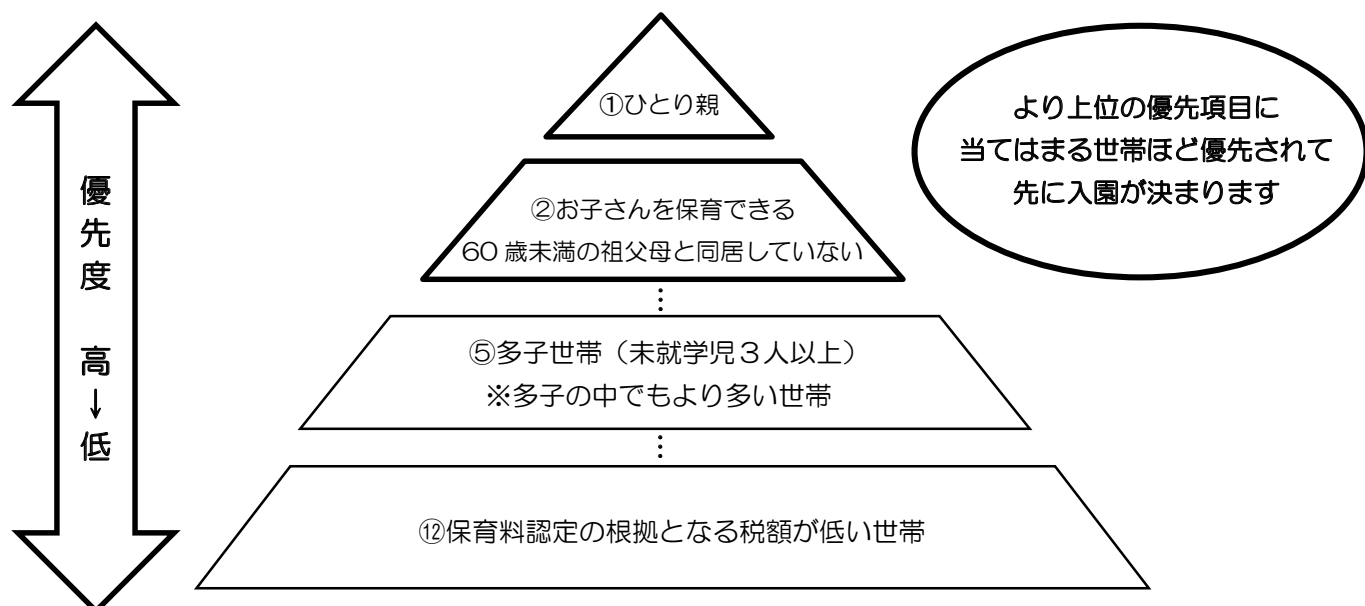 優先度　高→低
①ひとり親
②お子さんを保育できる
60歳未満の祖父母と同居していない
⋮
⑤多子世帯（未就学児３人以上）
※多子の中でもより多い世帯
⋮
⑫保育料認定の根拠となる税額が低い世帯
より上位の優先項目に
当てはまる世帯ほど優先されて
先に入園が決まります